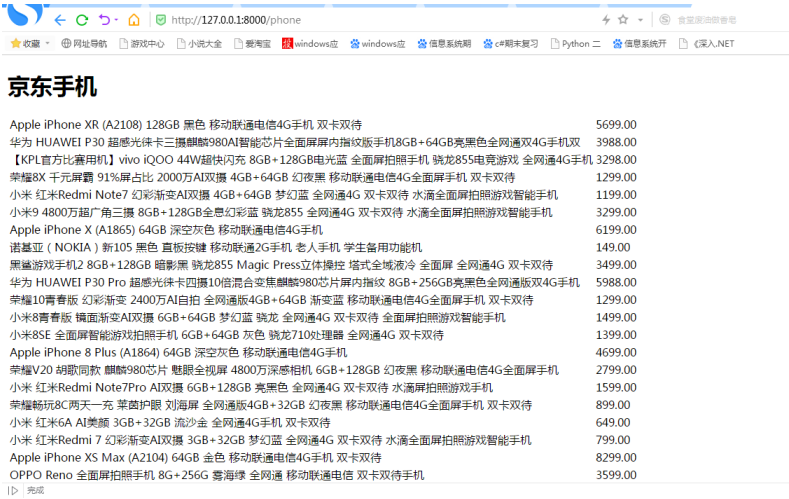 http://127.0.0.1:8000/phone
收藏 网址导航 游戏中心 小说大全 爱淘宝 windows应 windows应 信息系统期 c#期末复习 Python 二 信息系统开 《深入.NET
京东手机
Apple iPhone XR (A2108) 128GB 黑色 移动联通电信4G手机 双卡双待 5699.00
华为 HUAWEI P30 超感光徕卡三摄麒麟980AI智能芯片全面屏屏内指纹版手机8GB+64GB亮黑色全网通双4G手机双 3988.00
【KPL官方比赛用机】vivo iQOO 44W超快闪充 8GB+128GB电光蓝 全面屏拍照手机 骁龙855电竞游戏 全网通4G手机 3298.00
荣耀8X 千元屏霸 91%屏占比 2000万AI双摄 4GB+64GB 幻夜黑 移动联通电信4G全面屏手机 双卡双待 1299.00
小米 红米Redmi Note7 幻彩渐变AI双摄 4GB+64GB 梦幻蓝 全网通4G 双卡双待 水滴全面屏拍照游戏智能手机 1199.00
小米9 4800万超广角三摄 8GB+128GB全息幻彩蓝 骁龙855 全网通4G 双卡双待 水滴全面屏拍照游戏智能手机 3299.00
Apple iPhone X (A1865) 64GB 深空灰色 移动联通电信4G手机 6199.00
诺基亚（NOKIA）新105 黑色 直板按键 移动联通2G手机 老人手机 学生备用功能机 149.00
黑鲨游戏手机2 8GB+128GB 暗影黑 骁龙855 Magic Press立体操控 塔式全域液冷 全面屏 全网通4G 双卡双待 3499.00
华为 HUAWEI P30 Pro 超感光徕卡四摄10倍混合变焦麒麟980芯片屏内指纹 8GB+256GB亮黑色全网通版双4G手机 5988.00
荣耀10青春版 幻彩渐变 2400万AI自拍 全网通版4GB+64GB 渐变蓝 移动联通电信4G全面屏手机 双卡双待 1299.00
小米8青春版 镜面渐变AI双摄 6GB+64GB 梦幻蓝 骁龙 全网通4G 双卡双待 全面屏拍照游戏智能手机 1499.00
小米8SE 全面屏智能游戏拍照手机 6GB+64GB 灰色 骁龙710处理器 全网通4G 双卡双待 1399.00
Apple iPhone 8 Plus (A1864) 64GB 深空灰色 移动联通电信4G手机 4699.00
荣耀V20 胡歌同款 麒麟980芯片 魅眼全视屏 4800万深感相机 6GB+128GB 幻夜黑 移动联通电信4G全面屏手机 2799.00
小米 红米Redmi Note7Pro AI双摄 6GB+128GB 亮黑色 全网通4G 双卡双待 水滴屏拍照游戏手机 1599.00
荣耀畅玩8C两天一充 莱茵护眼 刘海屏 全网通版4GB+32GB 幻夜黑 移动联通电信4G全面屏手机 双卡双待 899.00
小米 红米6A AI美颜 3GB+32GB 流沙金 全网通4G手机 双卡双待 649.00
小米 红米Redmi 7 幻彩渐变AI双摄 3GB+32GB 梦幻蓝 全网通4G 双卡双待 水滴全面屏拍照游戏智能手机 799.00
Apple iPhone XS Max (A2104) 64GB 金色 移动联通电信4G手机 双卡双待 8299.00
OPPO Reno 全面屏拍照手机 8G+256G 雾海绿 全网通 移动联通电信 双卡双待手机 3599.00
完成